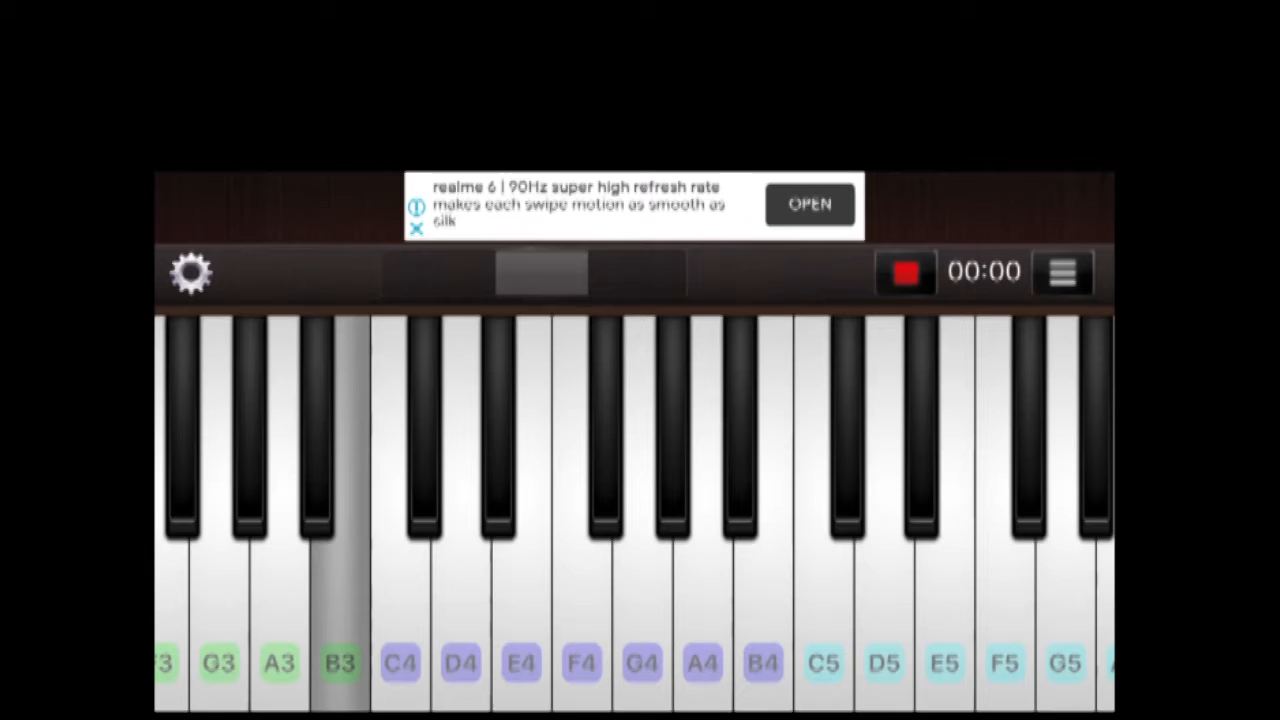 realme 6 | 90Hz super high refresh rate
makes each swipe motion as smooth as
silk
OPEN
00:00
F3 G3 A3 B3 C4 D4 E4 F4 G4 A4 B4 C5 D5 E5 F5 G5